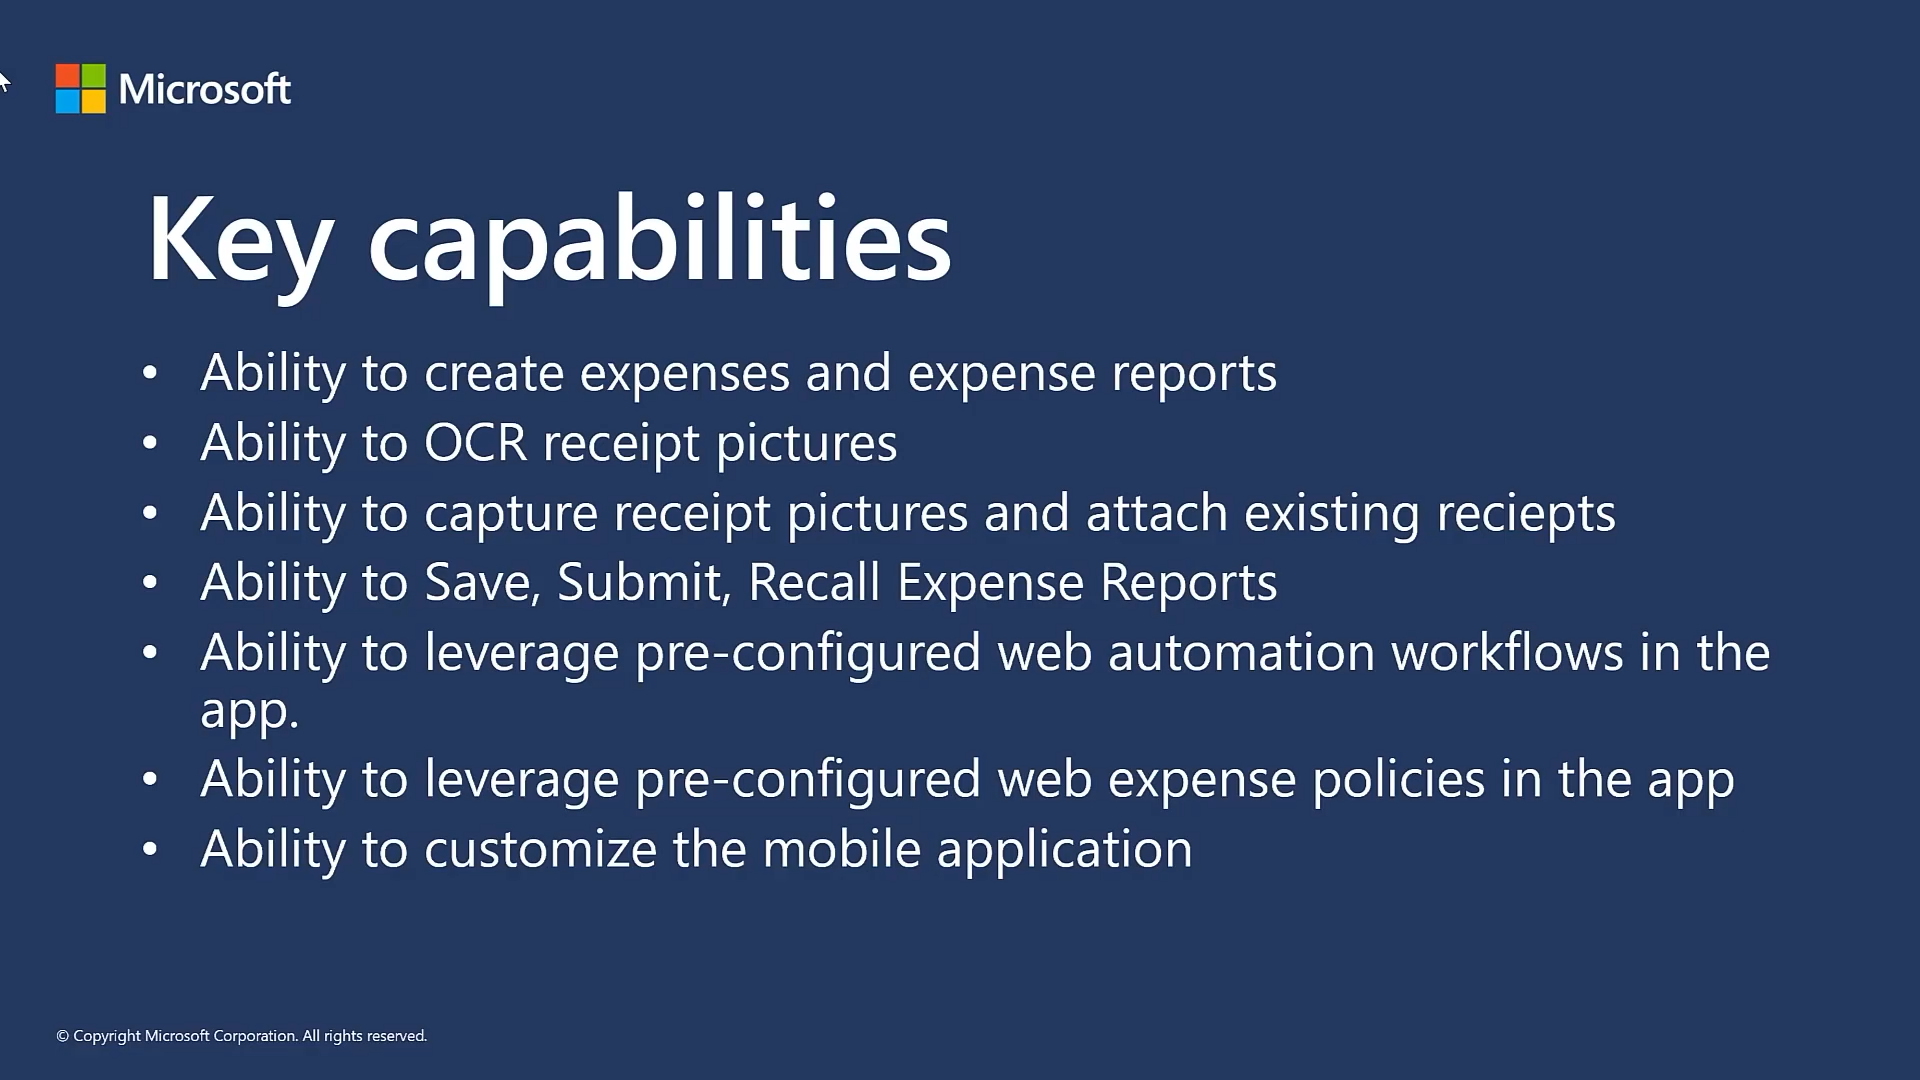 Microsoft
Key capabilities
• Ability to create expenses and expense reports
• Ability to OCR receipt pictures
• Ability to capture receipt pictures and attach existing reciepts
• Ability to Save, Submit, Recall Expense Reports
• Ability to leverage pre-configured web automation workflows in the
app.
• Ability to leverage pre-configured web expense policies in the app
• Ability to customize the mobile application
© Copyright Microsoft Corporation. All rights reserved.